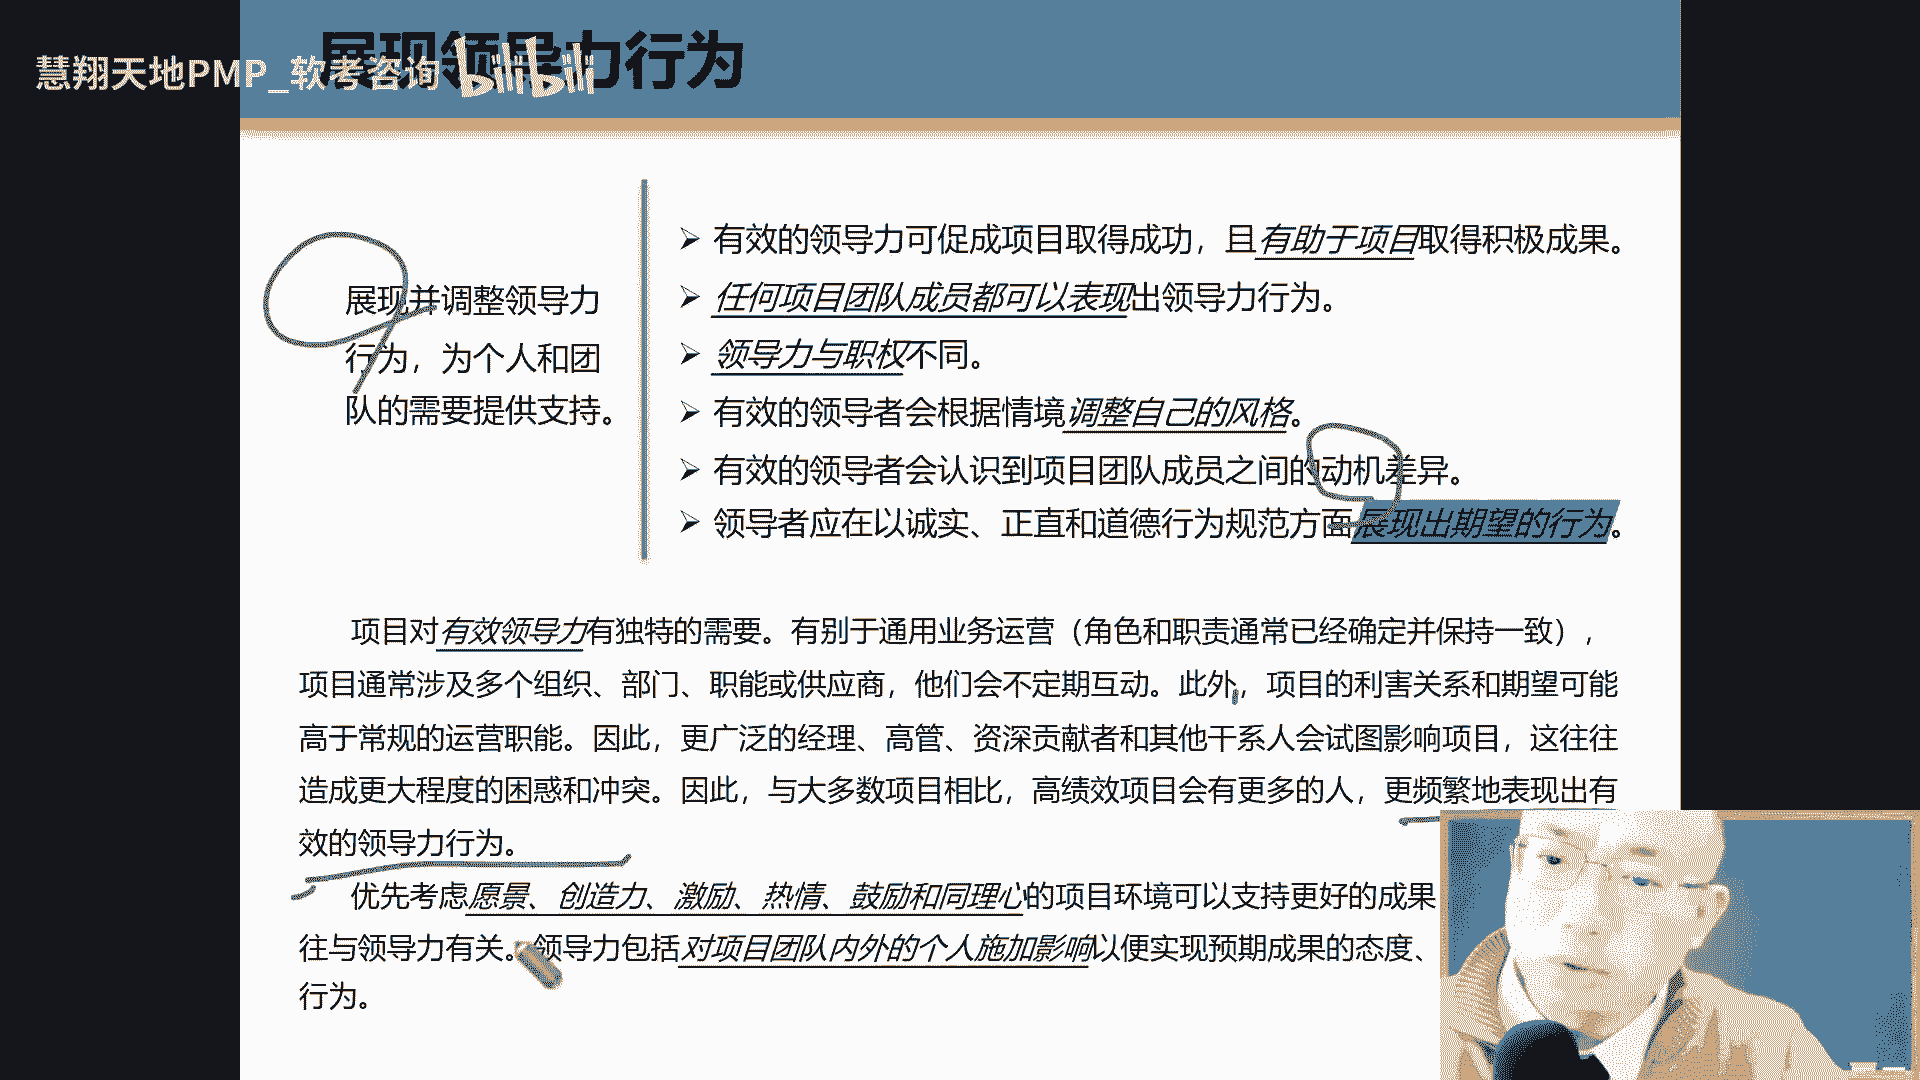 展现领导力行为
慧翔天地PMP_软考咨询 bilibili
展现并调整领导力
行为，为个人和团
队的需要提供支持。
➢ 有效的领导力可促成项目取得成功，且有助于项目取得积极成果。
➢ 任何项目团队成员都可以表现出领导力行为。
➢ 领导力与职权不同。
➢ 有效的领导者会根据情境调整自己的风格。
➢ 有效的领导者会认识到项目团队成员之间的动机差异。
➢ 领导者应在以诚实、正直和道德行为规范方面展现出期望的行为。
项目对有效领导力有独特的需要。有别于通用业务运营（角色和职责通常已经确定并保持一致），
项目通常涉及多个组织、部门、职能或供应商，他们会不定期互动。此外，项目的利害关系和期望可能
高于常规的运营职能。因此，更广泛的经理、高管、资深贡献者和其他干系人会试图影响项目，这往往
造成更大程度的困惑和冲突。因此，与大多数项目相比，高绩效项目会有更多的人，更频繁地表现出有
效的领导力行为。
优先考虑愿景、创造力、激励、热情、鼓励和同理心的项目环境可以支持更好的成果
往与领导力有关。领导力包括对项目团队内外的个人施加影响以便实现预期成果的态度、
行为。